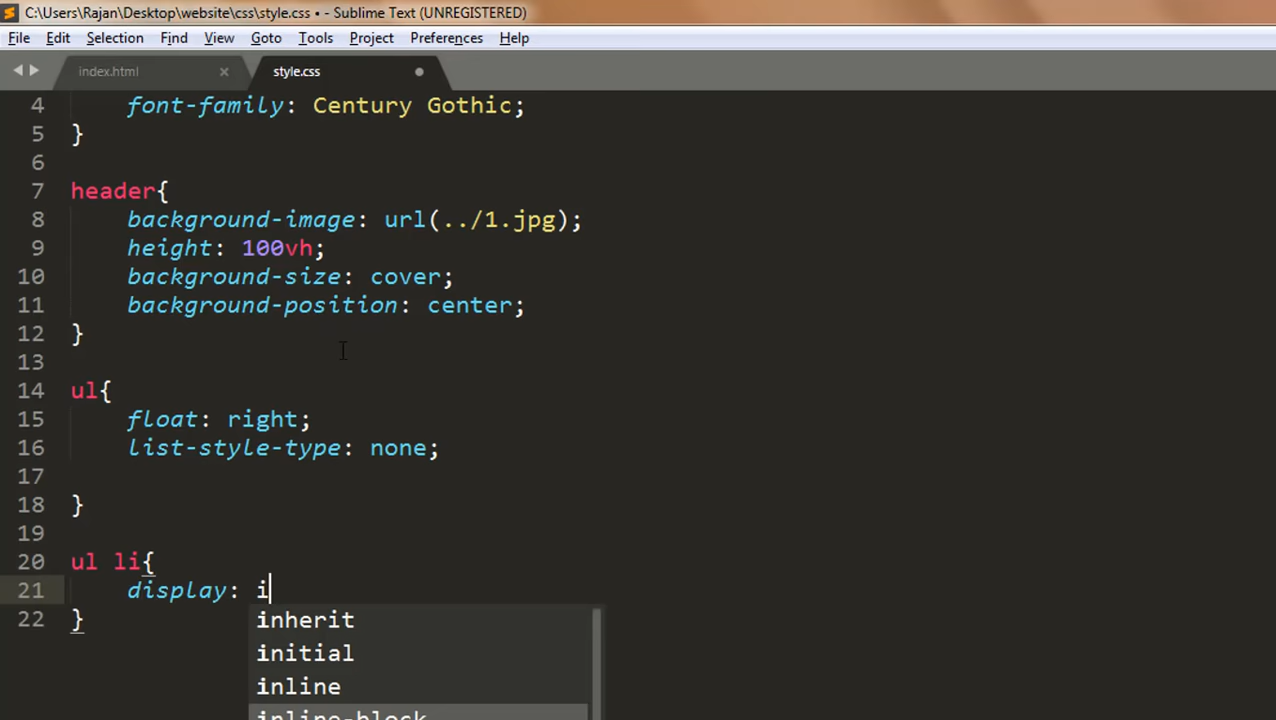 C:\Users\Rajan\Desktop\website\css\style.css • - Sublime Text (UNREGISTERED)
File Edit Selection Find View Goto Tools Project Preferences Help
index.html × style.css
4 font-family: Century Gothic;
5 }
6
7 header{
8 background-image: url(../1.jpg);
9 height: 100vh;
10 background-size: cover;
11 background-position: center;
12 }
13
14 ul{
15 float: right;
16 list-style-type: none;
17
18 }
19
20 ul li{
21 display: i
22 }
inherit
initial
inline
inline-block